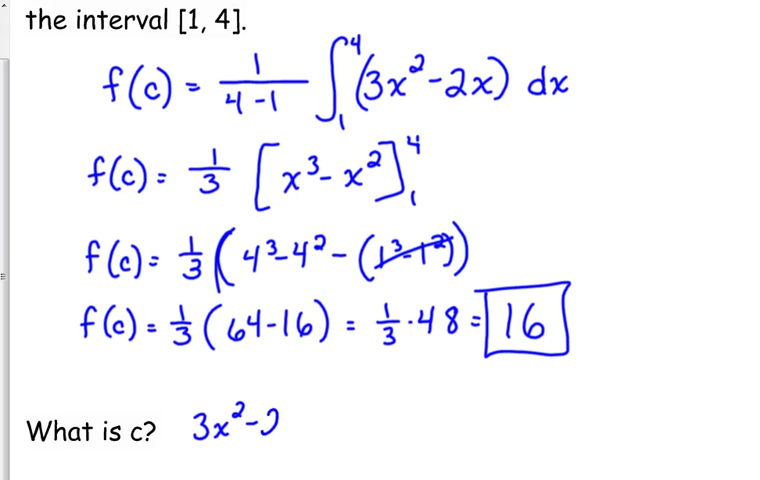 the interval [1, 4].
f(c) = 1/(4-1) ∫₁⁴ (3x²-2x) dx
f(c) = 1/3 [x³-x²]₁⁴
f(c) = 1/3 (4³-4² - (1³-1²))
f(c) = 1/3 (64-16) = 1/3 · 48 = 16
What is c? 3x²-